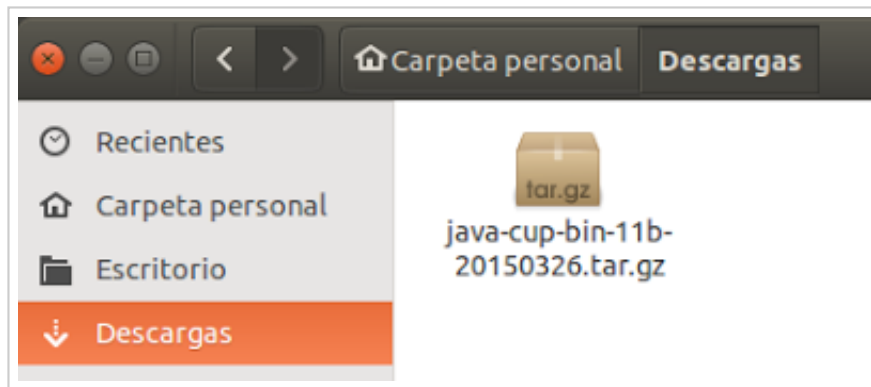 Carpeta personal Descargas
Recientes
Carpeta personal
Escritorio
Descargas
tar.gz
java-cup-bin-11b-
20150326.tar.gz